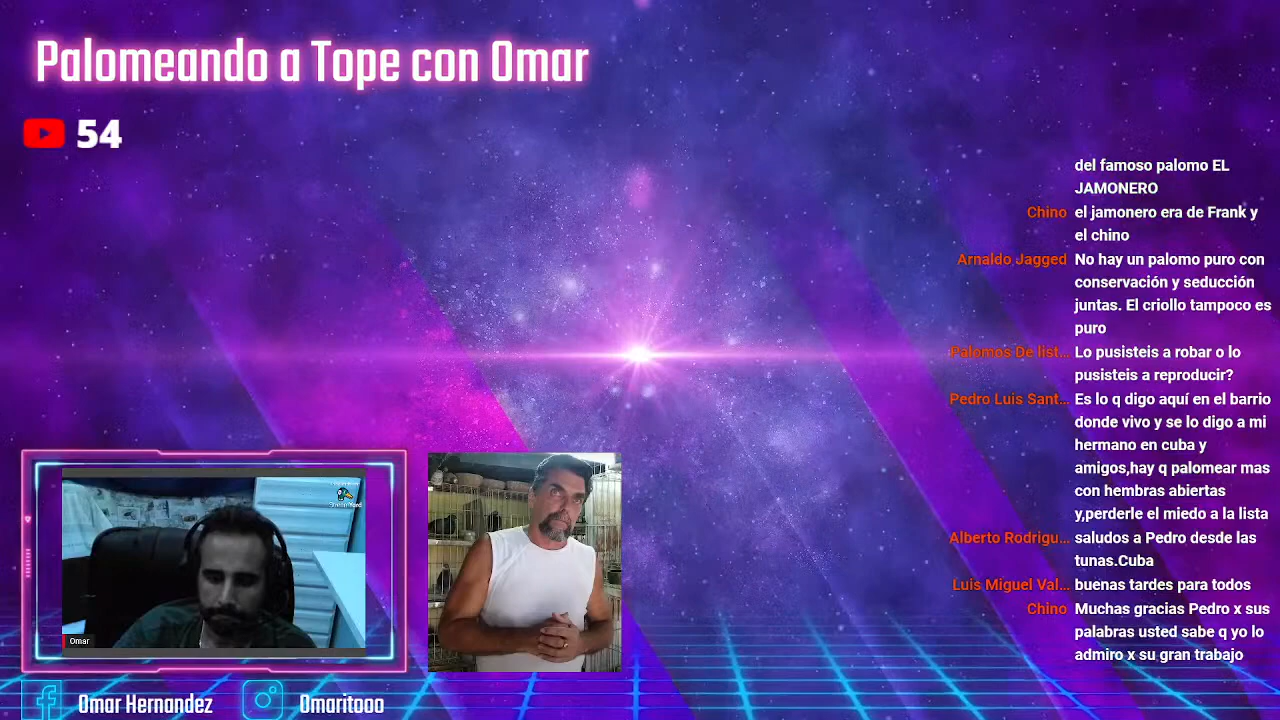 Palomeando a Tope con Omar
54
del famoso palomo EL
JAMONERO
Chino el jamonero era de Frank y
el chino
Arnaldo Jagged No hay un palomo puro con
conservación y seducción
juntas. El criollo tampoco es
puro
Palomos De list... Lo pusisteis a robar o lo
pusisteis a reproducir?
Pedro Luis Sant... Es lo q digo aquí en el barrio
donde vivo y se lo digo a mi
hermano en cuba y
amigos,hay q palomear mas
con hembras abiertas
y,perderle el miedo a la lista
Alberto Rodrigu... saludos a Pedro desde las
tunas.Cuba
Luis Miguel Val... buenas tardes para todos
Chino Muchas gracias Pedro x sus
palabras usted sabe q yo lo
admiro x su gran trabajo
Omar
Omar Hernandez
Omaritooo